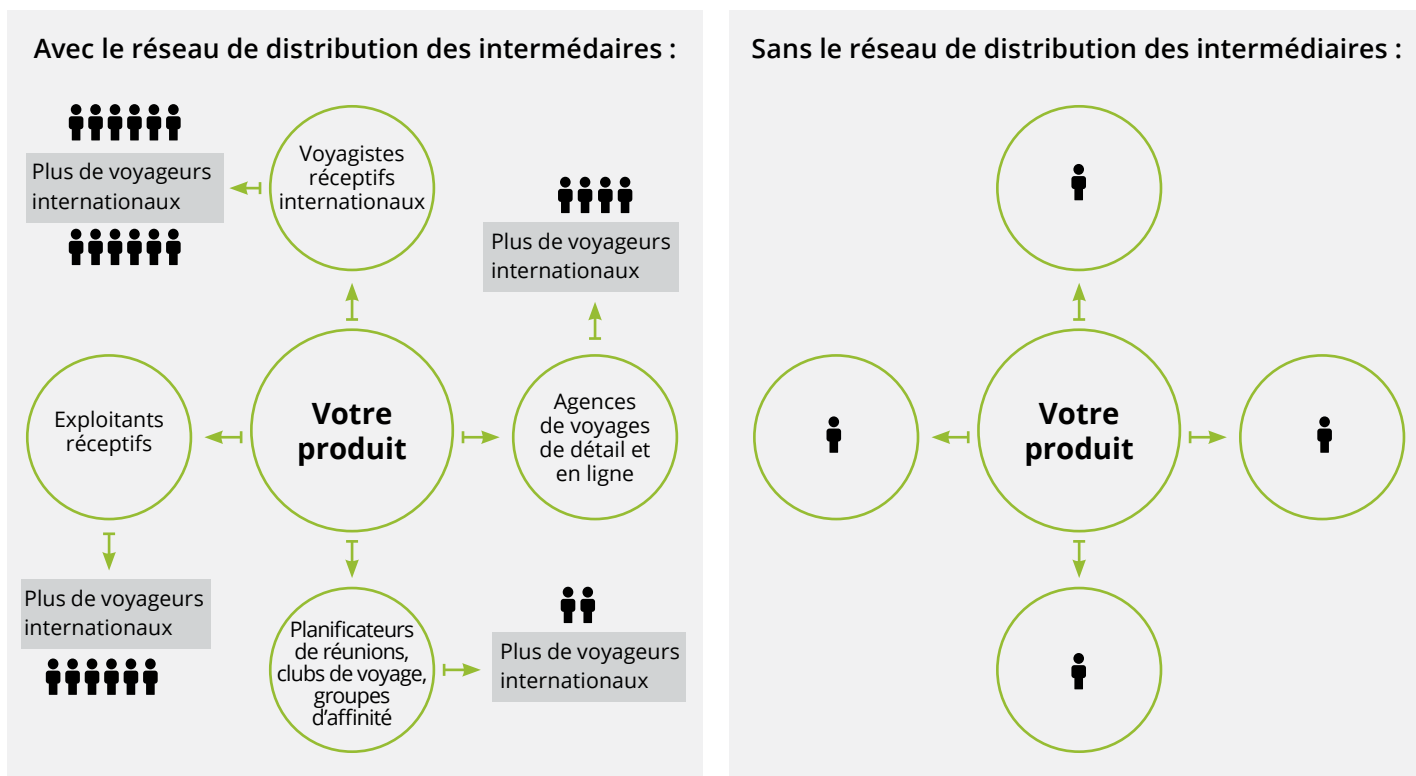 Avec le réseau de distribution des intermédaires :
Plus de voyageurs
internationaux
Voyagistes
réceptifs
internationaux
Plus de voyageurs
internationaux
Exploitants
réceptifs
Votre
produit
Agences
de voyages
de détail et
en ligne
Plus de voyageurs
internationaux
Planificateurs
de réunions,
clubs de voyage,
groupes
d’affinité
Plus de voyageurs
internationaux
Sans le réseau de distribution des intermédiaires :
Votre
produit